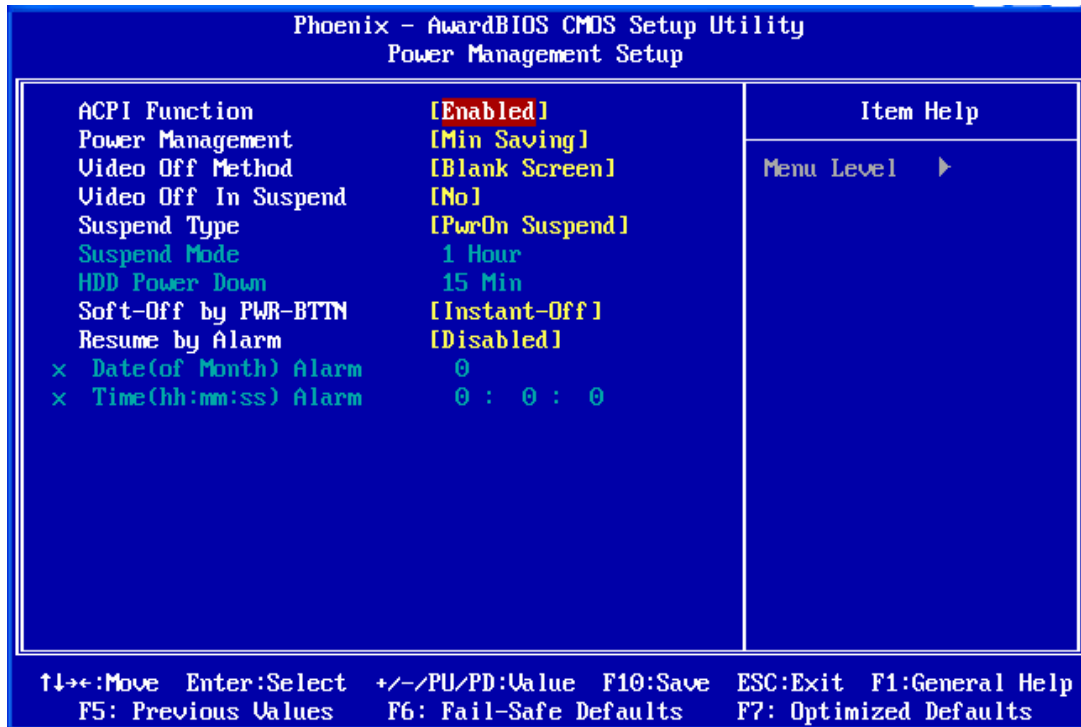 Phoenix - AwardBIOS CMOS Setup Utility
Power Management Setup
ACPI Function [Enabled]
Power Management [Min Saving]
Video Off Method [Blank Screen]
Video Off In Suspend [No]
Suspend Type [PwrOn Suspend]
Suspend Mode 1 Hour
HDD Power Down 15 Min
Soft-Off by PWR-BTTN [Instant-Off]
Resume by Alarm [Disabled]
x Date(of Month) Alarm 0
x Time(hh:mm:ss) Alarm 0 : 0 : 0
Item Help
Menu Level ▶
↑↓→←:Move Enter:Select +/-/PU/PD:Value F10:Save ESC:Exit F1:General Help
F5: Previous Values F6: Fail-Safe Defaults F7: Optimized Defaults